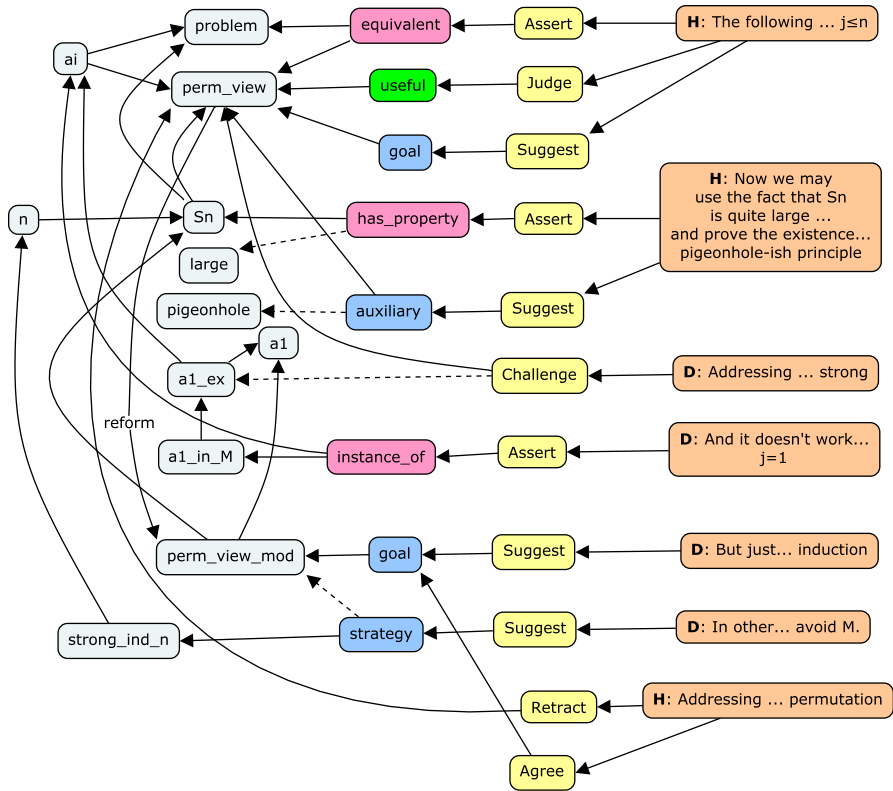 problem
equivalent
Assert
H: The following ... j≤n
ai
perm_view
useful
Judge
goal
Suggest
H: Now we may
use the fact that Sn
is quite large ...
and prove the existence...
pigeonhole-ish principle
n
Sn
has_property
Assert
large
pigeonhole
auxiliary
Suggest
a1
a1_ex
Challenge
D: Addressing ... strong
reform
a1_in_M
instance_of
Assert
D: And it doesn't work...
j=1
perm_view_mod
goal
Suggest
D: But just... induction
strong_ind_n
strategy
Suggest
D: In other... avoid M.
Retract
H: Addressing ... permutation
Agree